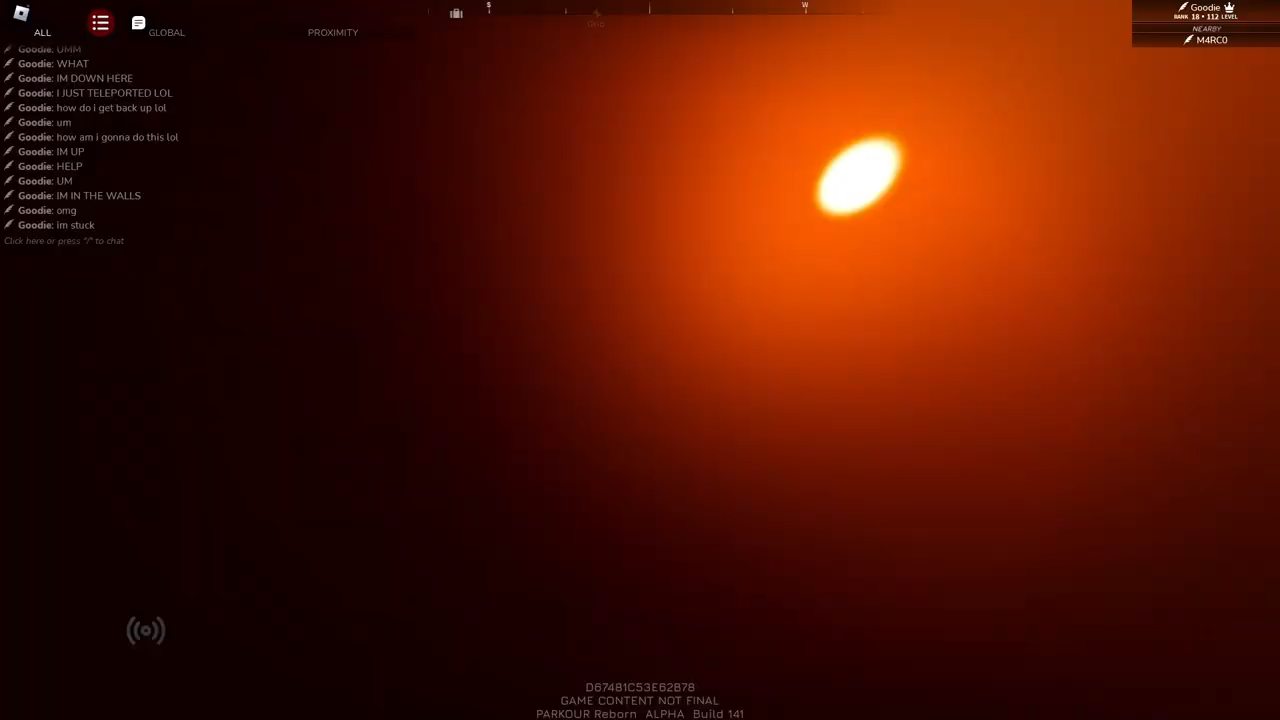 S
W
Grip
Goodie
RANK 18 • 112 LEVEL
NEARBY
M4RC0
ALL
GLOBAL
PROXIMITY
Goodie: UMM
Goodie: WHAT
Goodie: IM DOWN HERE
Goodie: I JUST TELEPORTED LOL
Goodie: how do i get back up lol
Goodie: um
Goodie: how am i gonna do this lol
Goodie: IM UP
Goodie: HELP
Goodie: UM
Goodie: IM IN THE WALLS
Goodie: omg
Goodie: im stuck
Click here or press "/" to chat
D67481C53E62B78
GAME CONTENT NOT FINAL
PARKOUR Reborn ALPHA Build 141